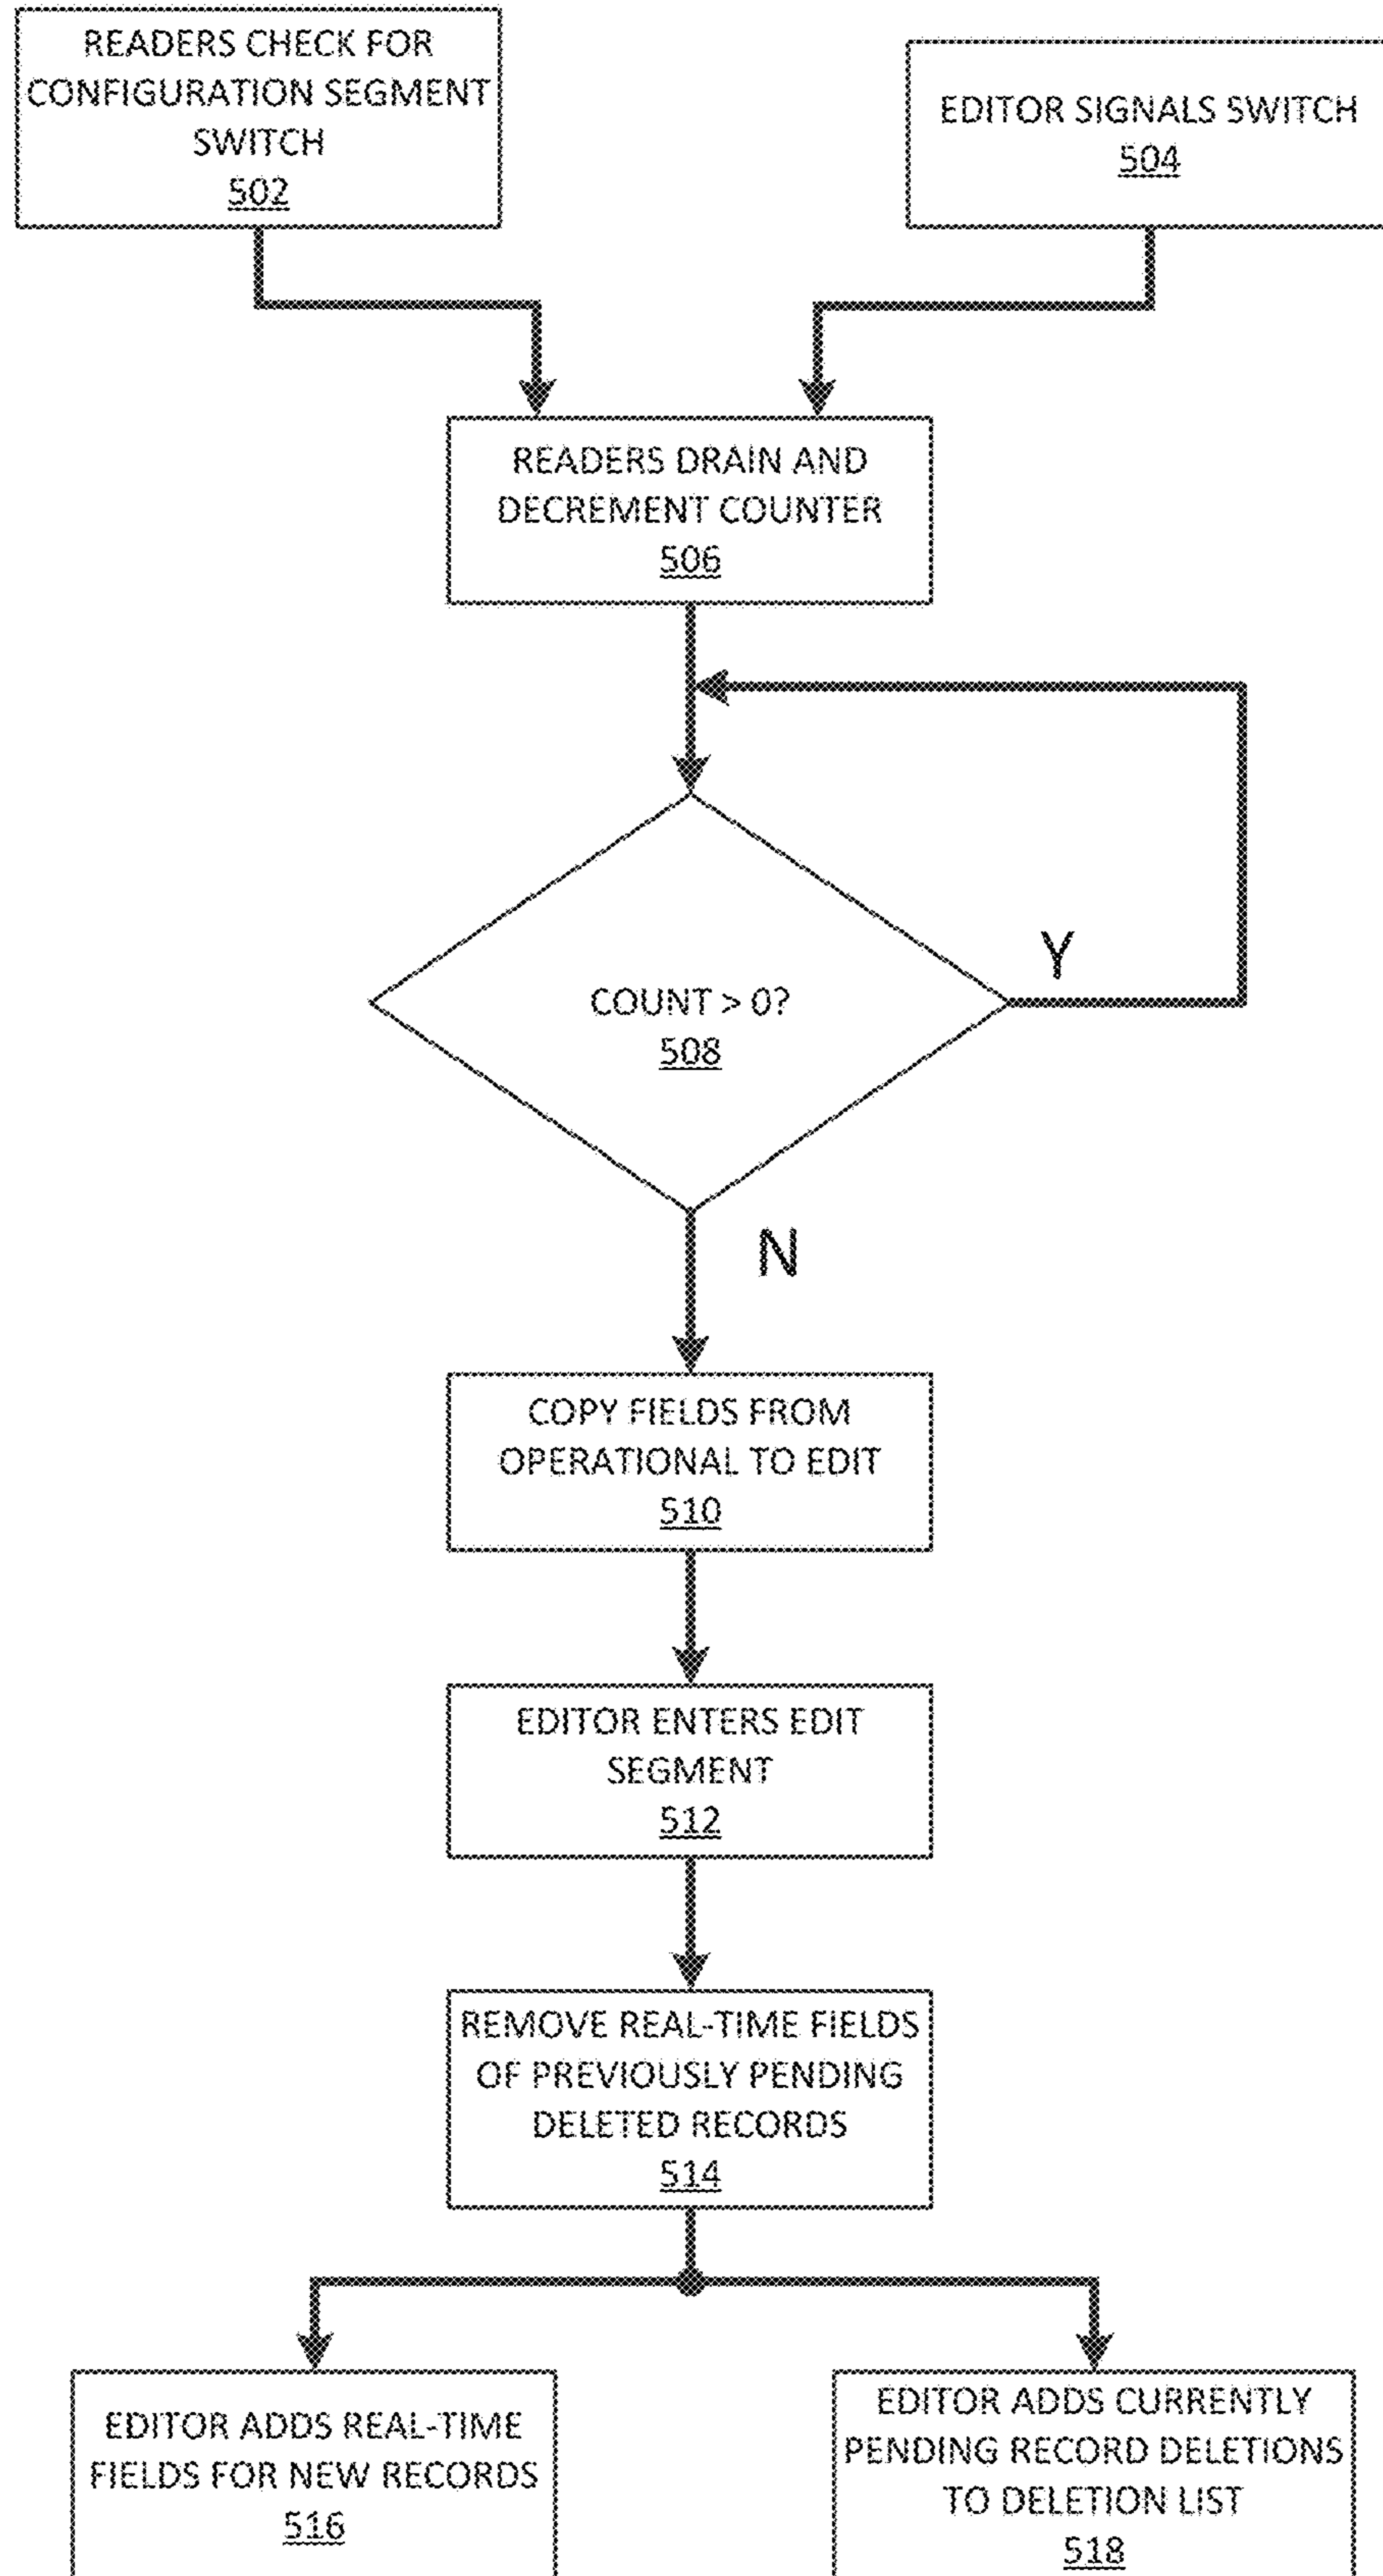 READERS CHECK FOR
CONFIGURATION SEGMENT
SWITCH
502
EDITOR SIGNALS SWITCH
504
READERS DRAIN AND
DECREMENT COUNTER
506
COUNT > 0?
508
Y
N
COPY FIELDS FROM
OPERATIONAL TO EDIT
510
EDITOR ENTERS EDIT
SEGMENT
512
REMOVE REAL-TIME FIELDS
OF PREVIOUSLY PENDING
DELETED RECORDS
514
EDITOR ADDS REAL-TIME
FIELDS FOR NEW RECORDS
516
EDITOR ADDS CURRENTLY
PENDING RECORD DELETIONS
TO DELETION LIST
518